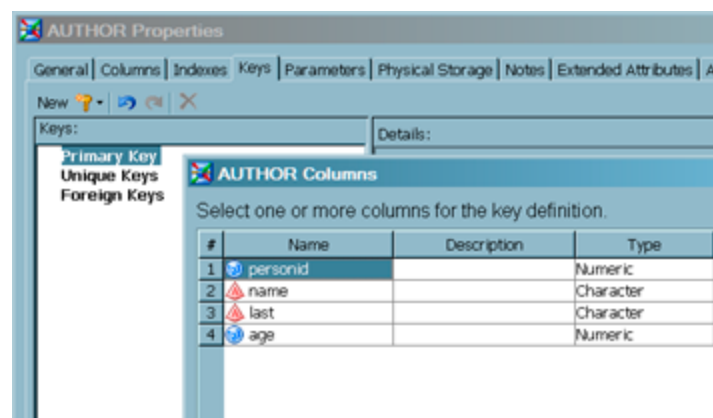 AUTHOR Properties
General Columns Indexes Keys Parameters Physical Storage Notes Extended Attributes A
New
Keys:
Details:
Primary Key
Unique Keys
Foreign Keys
AUTHOR Columns
Select one or more columns for the key definition.
# Name Description Type
1 personid Numeric
2 name Character
3 last Character
4 age Numeric